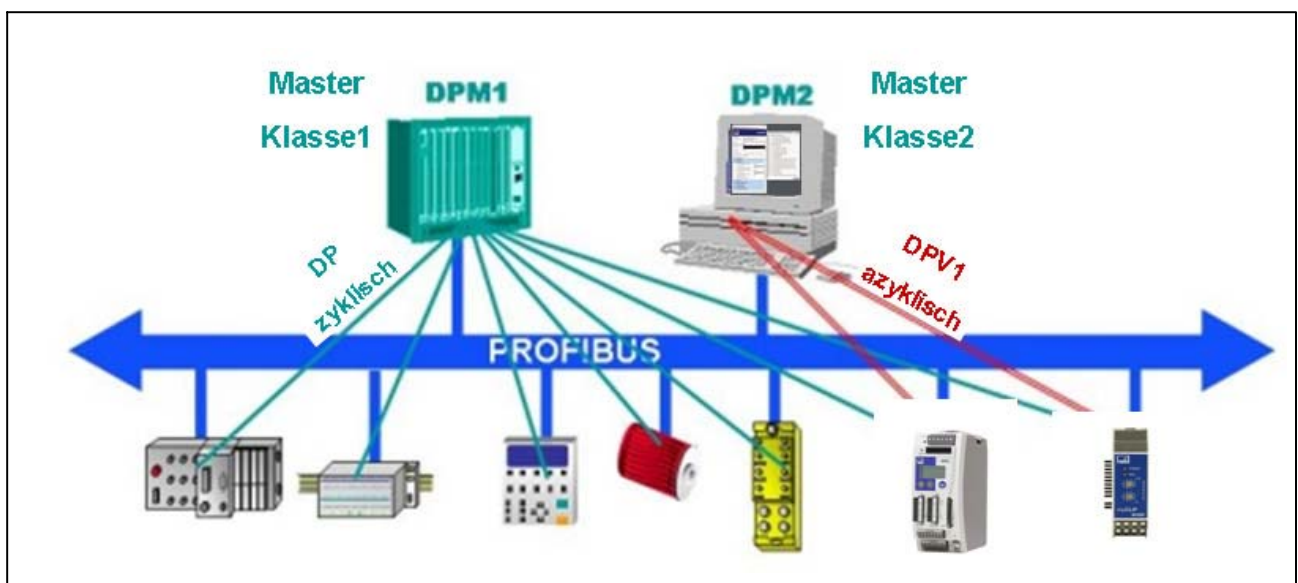 Master
Klasse1
DPM1
DPM2
Master
Klasse2
DP
zyklisch
DPV1
azyklisch
PROFIBUS